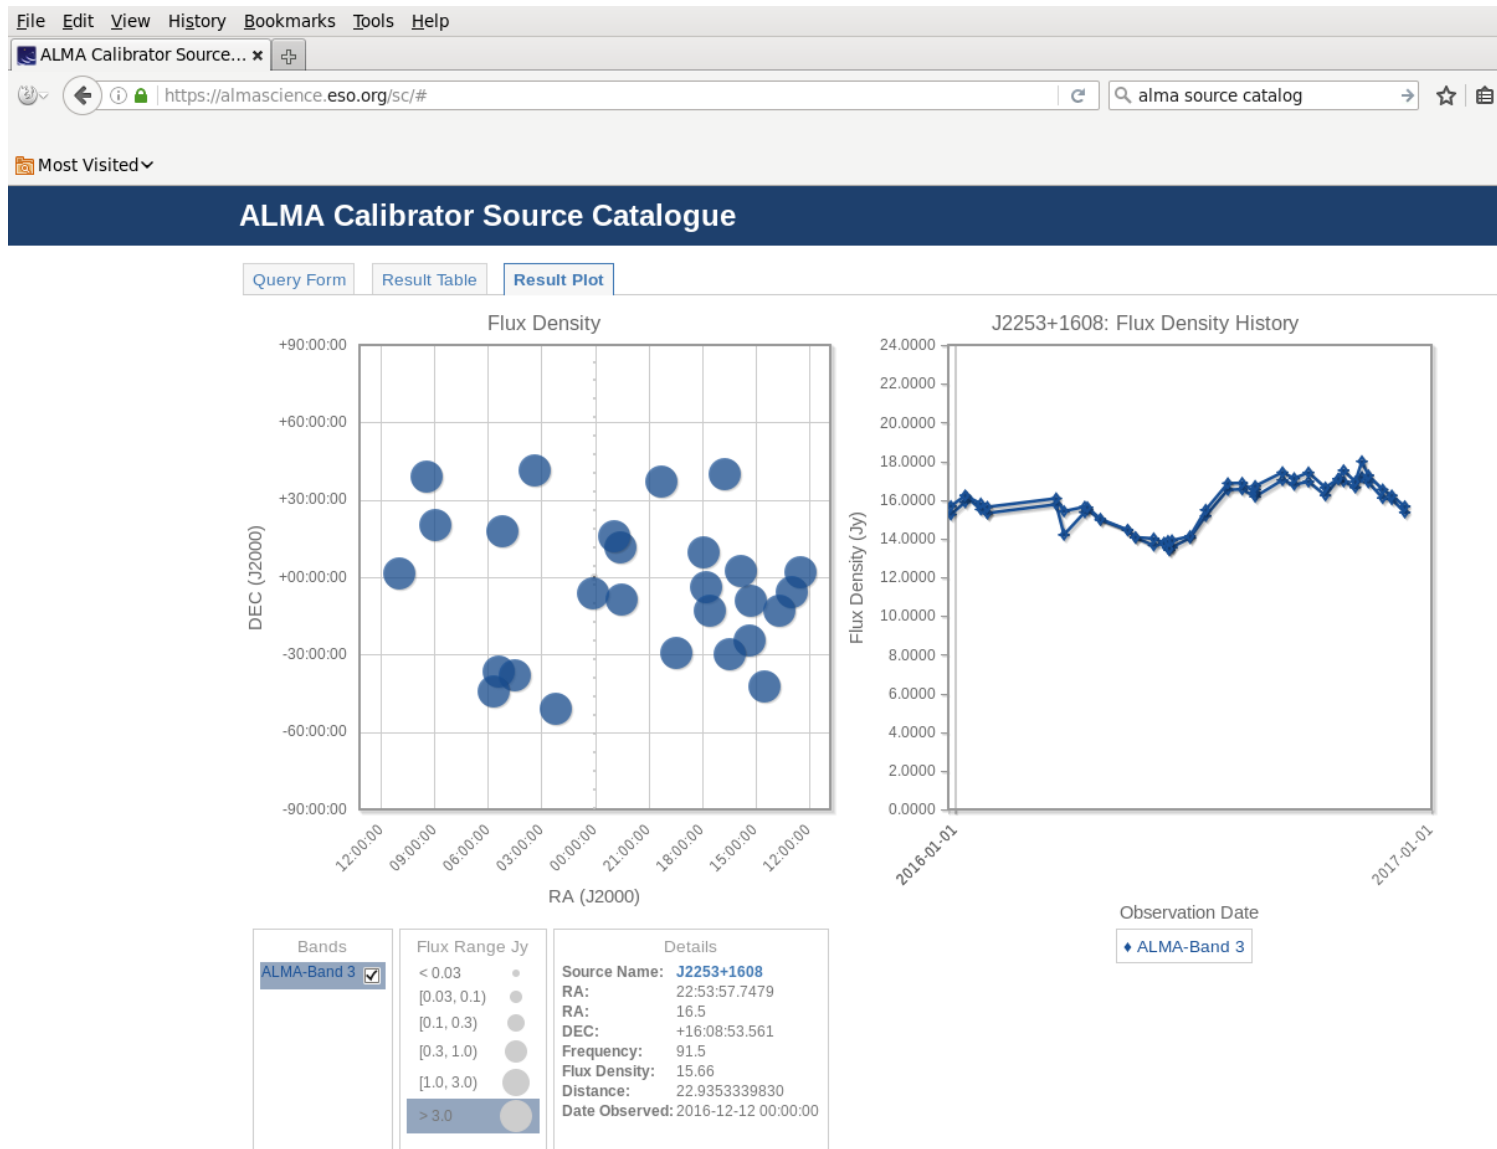 File Edit View History Bookmarks Tools Help
ALMA Calibrator Source...
https://almascience.eso.org/sc/#
alma source catalog
Most Visited
ALMA Calibrator Source Catalogue
Query Form Result Table Result Plot
Flux Density
+90:00:00
+60:00:00
+30:00:00
+00:00:00
-30:00:00
-60:00:00
-90:00:00
DEC (J2000)
12:00:00 09:00:00 06:00:00 03:00:00 00:00:00 21:00:00 18:00:00 15:00:00 12:00:00
RA (J2000)
J2253+1608: Flux Density History
24.0000
22.0000
20.0000
18.0000
16.0000
14.0000
12.0000
10.0000
8.0000
6.0000
4.0000
2.0000
0.0000
Flux Density (Jy)
2016-01-01 2017-01-01
Observation Date
ALMA-Band 3
Bands
ALMA-Band 3
Flux Range Jy
< 0.03
[0.03, 0.1)
[0.1, 0.3)
[0.3, 1.0)
[1.0, 3.0)
> 3.0
Details
Source Name: J2253+1608
RA: 22:53:57.7479
RA: 16.5
DEC: +16:08:53.561
Frequency: 91.5
Flux Density: 15.66
Distance: 22.9353339830
Date Observed: 2016-12-12 00:00:00